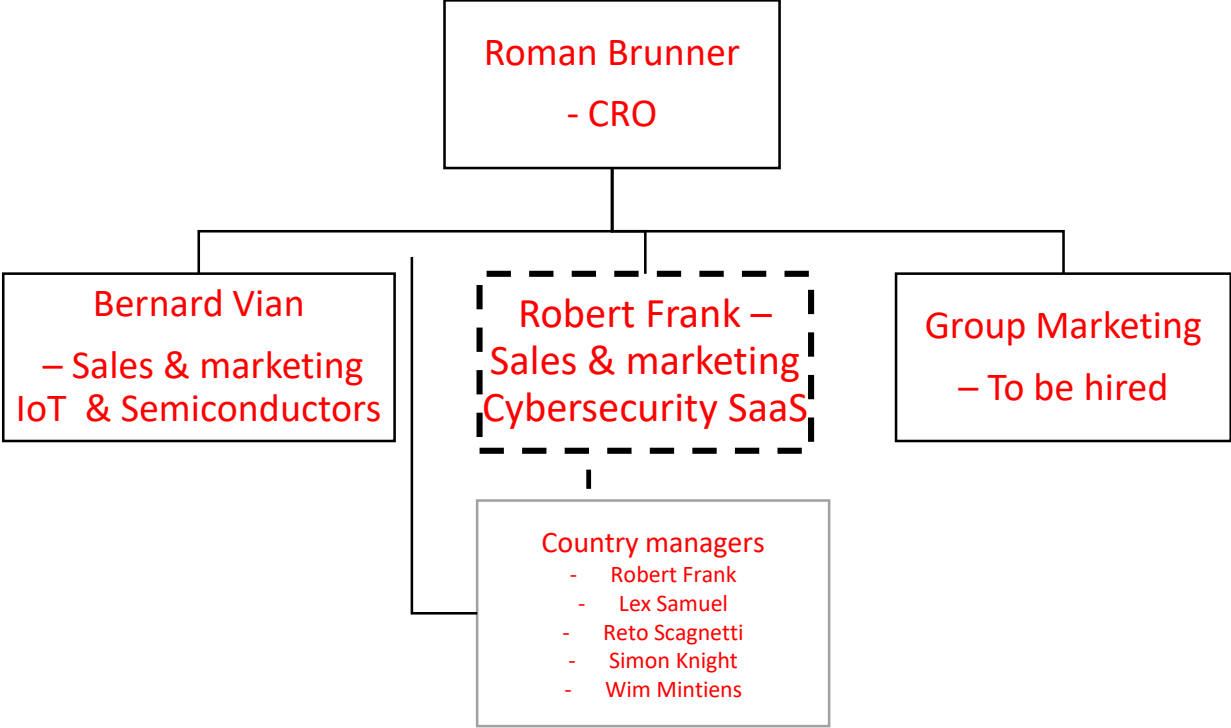 Roman Brunner
- CRO
Bernard Vian
– Sales & marketing
IoT & Semiconductors
Robert Frank –
Sales & marketing
Cybersecurity SaaS
Group Marketing
– To be hired
Country managers
- Robert Frank
- Lex Samuel
- Reto Scagnetti
- Simon Knight
- Wim Mintiens